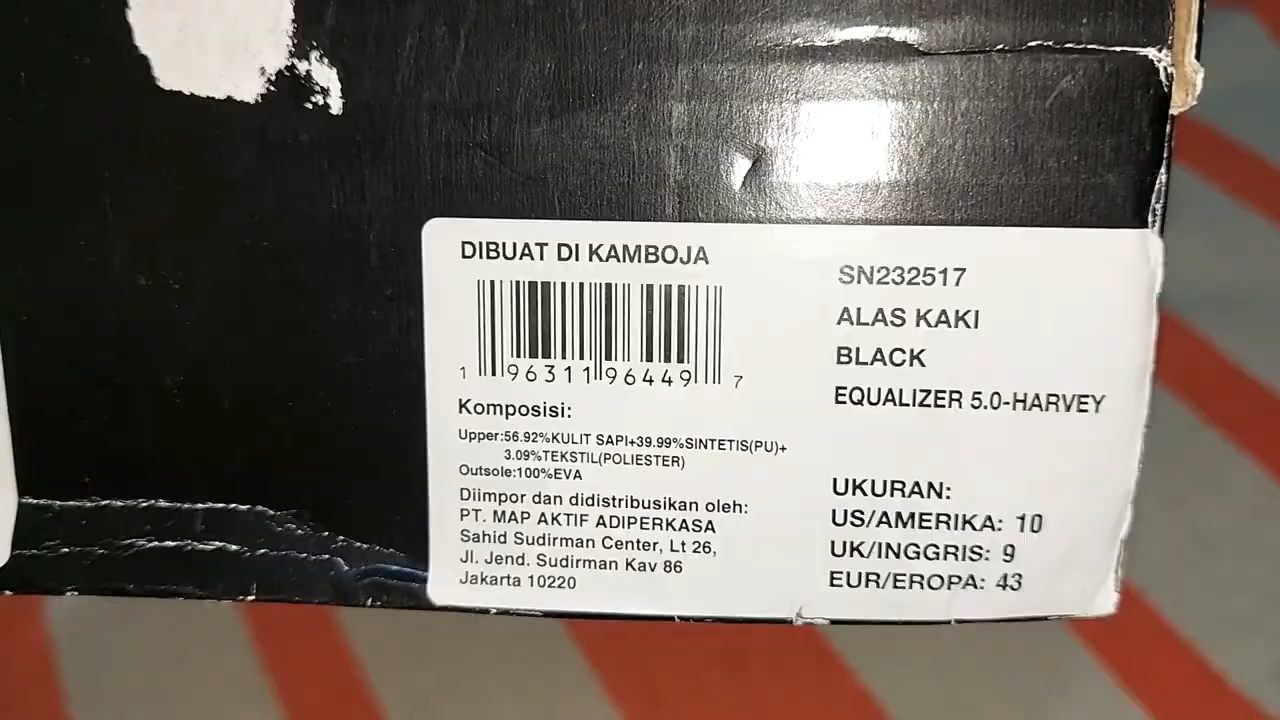 DIBUAT DI KAMBOJA
1 96311 96449 7
Komposisi:
Upper:56.92%KULIT SAPI+39.99%SINTETIS(PU)+
3.09%TEKSTIL(POLIESTER)
Outsole:100%EVA
Diimpor dan didistribusikan oleh:
PT. MAP AKTIF ADIPERKASA
Sahid Sudirman Center, Lt 26,
Jl. Jend. Sudirman Kav 86
Jakarta 10220
SN232517
ALAS KAKI
BLACK
EQUALIZER 5.0-HARVEY
UKURAN:
US/AMERIKA: 10
UK/INGGRIS: 9
EUR/EROPA: 43